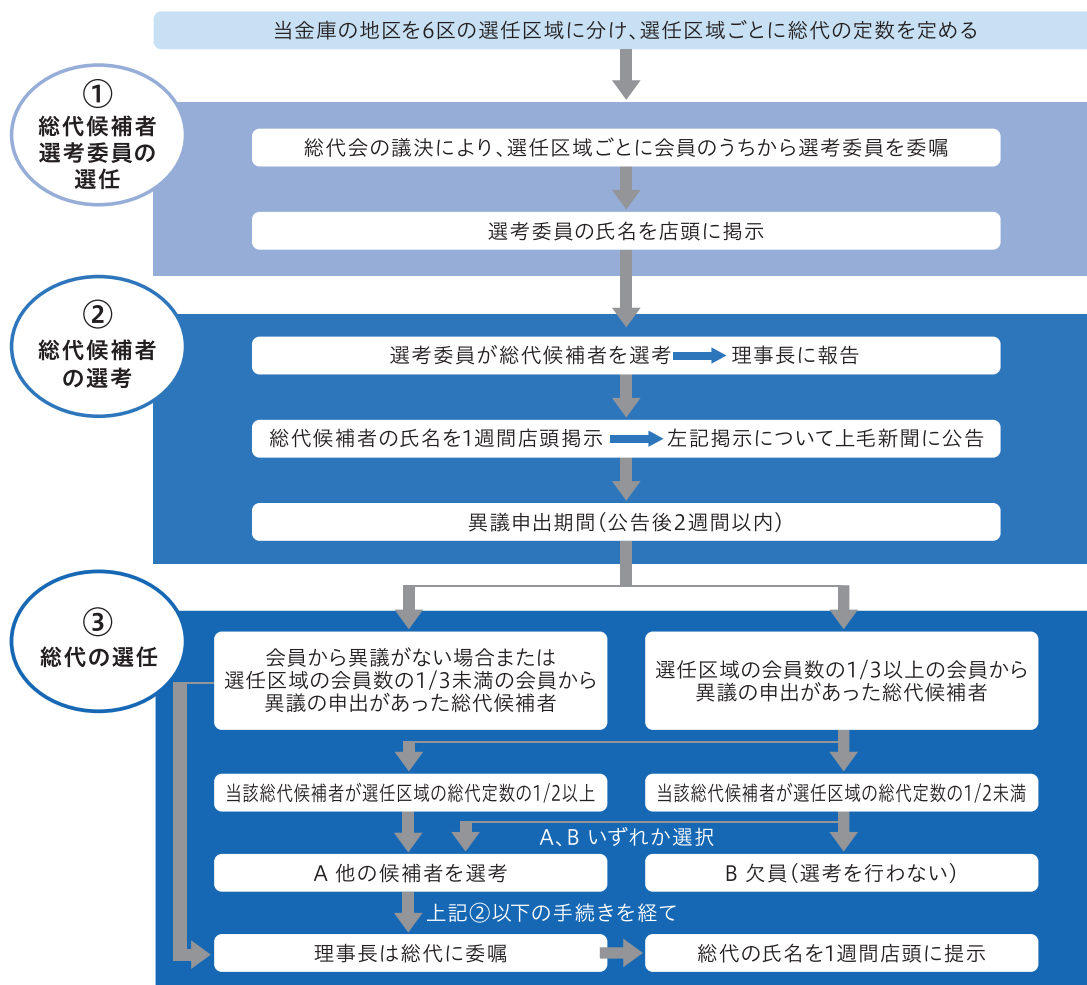 当金庫の地区を6区の選任区域に分け、選任区域ごとに総代の定数を定める
①
総代候補者
選考委員の
選任
総代会の議決により、選任区域ごとに会員のうちから選考委員を委嘱
選考委員の氏名を店頭に掲示
②
総代候補者
の選考
選考委員が総代候補者を選考 理事長に報告
総代候補者の氏名を1週間店頭掲示 左記掲示について上毛新聞に公告
異議申出期間(公告後2週間以内)
③
総代の選任
会員から異議がない場合または
選任区域の会員数の1/3未満の会員から
異議の申出があった総代候補者
選任区域の会員数の1/3以上の会員から
異議の申出があった総代候補者
当該総代候補者が選任区域の総代定数の1/2以上
当該総代候補者が選任区域の総代定数の1/2未満
A、B いずれか選択
A 他の候補者を選考
B 欠員(選考を行わない)
上記②以下の手続きを経て
理事長は総代に委嘱
総代の氏名を1週間店頭に提示